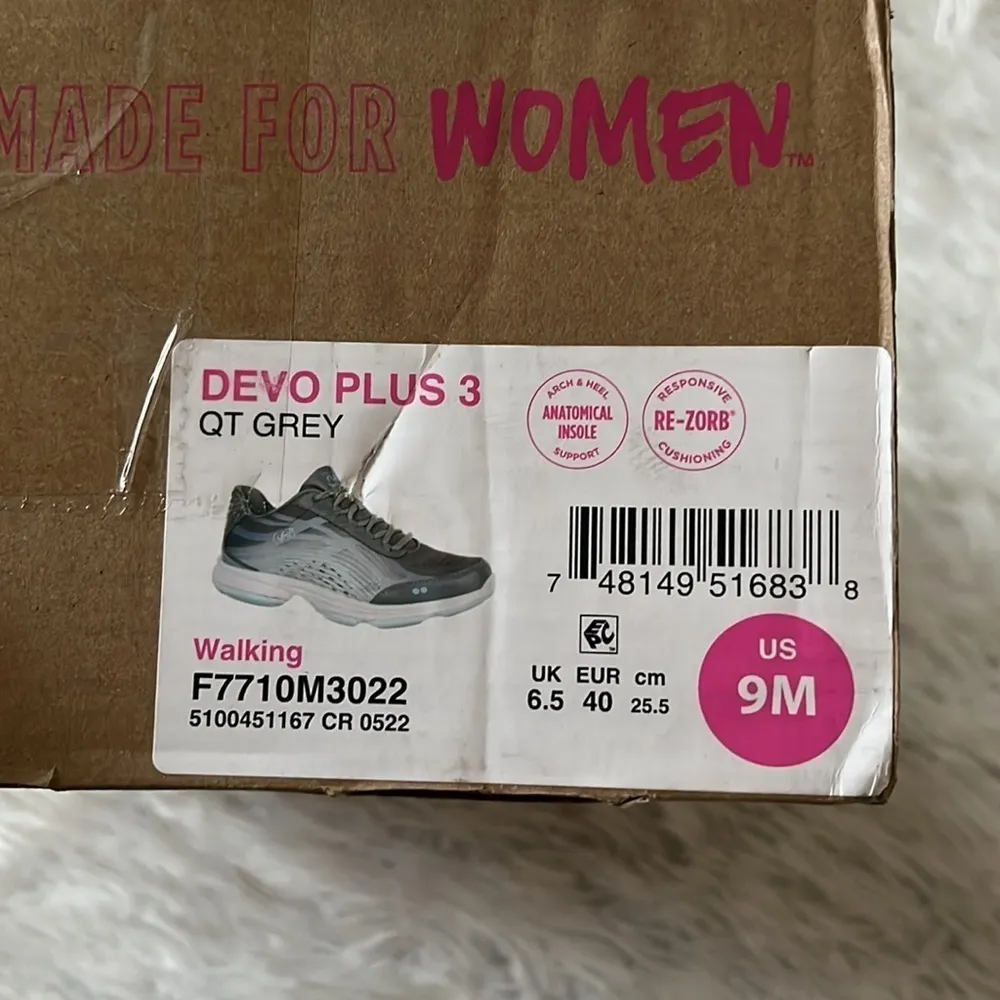 MADE FOR WOMEN™
DEVO PLUS 3
QT GREY
ARCH & HEEL
ANATOMICAL
INSOLE
SUPPORT
RESPONSIVE
RE-ZORB®
CUSHIONING
7 48149 51683 8
Walking
F7710M3022
5100451167 CR 0522
EPC™
UK EUR cm
6.5 40 25.5
US
9M